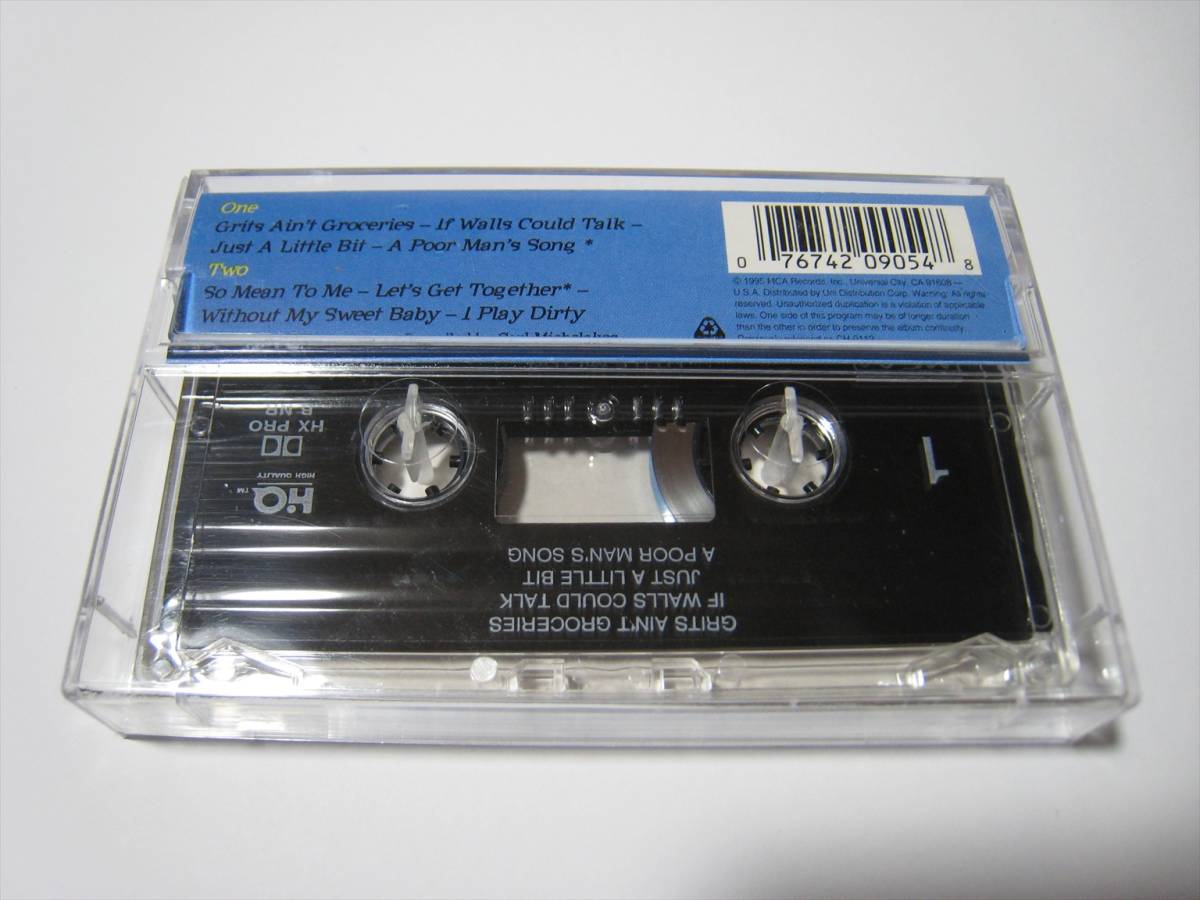 One
Grits Ain't Groceries – If Walls Could Talk –
Just A Little Bit – A Poor Man's Song *
Two
So Mean To Me – Let's Get Together* –
Without My Sweet Baby – I Play Dirty
0 76742 09054 8
© 1995 MCA Records, Inc., Universal City, CA 91608 –
U.S.A. Distributed by Uni Distribution Corp. Warning: All rights
reserved. Unauthorized duplication is a violation of applicable
laws. One side of this program may be of longer duration
than the other in order to preserve the album continuity.
1
B NR
HX PRO
HIGH QUALITY
HQ™
A POOR MAN'S SONG
JUST A LITTLE BIT
IF WALLS COULD TALK
GRITS AIN'T GROCERIES